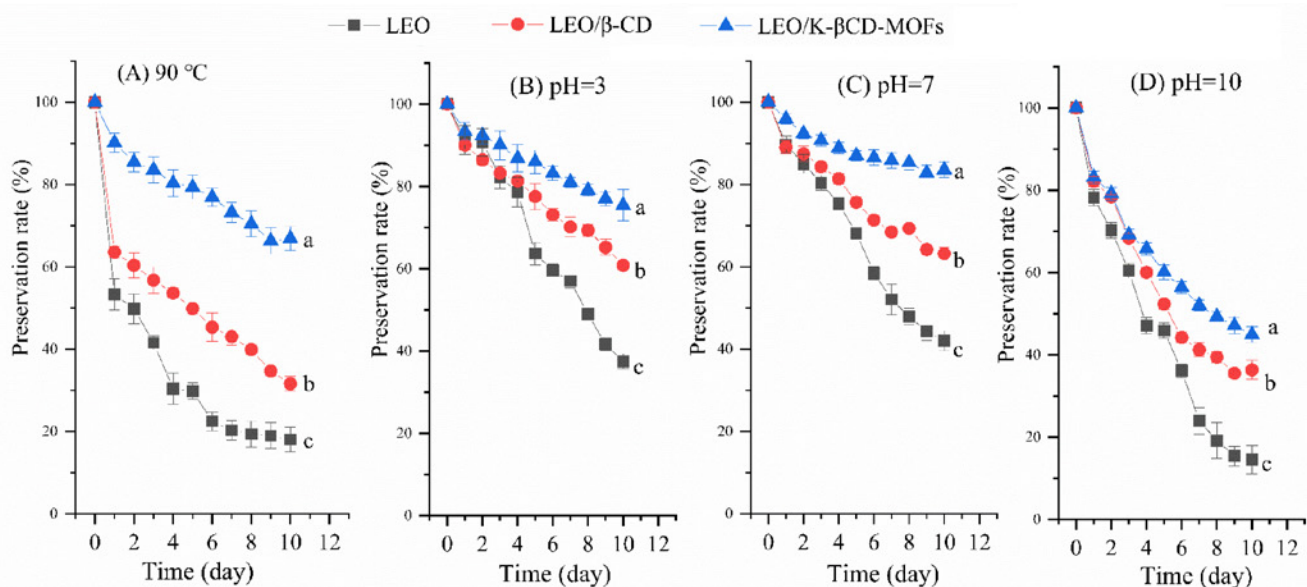 LEO LEO/β-CD LEO/K-βCD-MOFs
(A) 90 °C
Preservation rate (%)
100
80
60
40
20
0
a
b
c
0 2 4 6 8 10 12
Time (day)
(B) pH=3
Preservation rate (%)
100
80
60
40
20
0
a
b
c
0 2 4 6 8 10 12
Time (day)
(C) pH=7
Preservation rate (%)
100
80
60
40
20
0
a
b
c
0 2 4 6 8 10 12
Time (day)
(D) pH=10
Preservation rate (%)
100
80
60
40
20
0
a
b
c
0 2 4 6 8 10 12
Time (day)